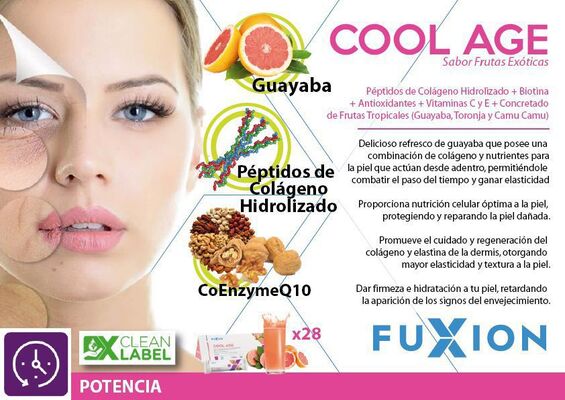 COOL AGE
Sabor Frutas Exóticas
Péptidos de Colágeno Hidrolizado + Biotina
+ Antioxidantes + Vitaminas C y E + Concretado
de Frutas Tropicales (Guayaba, Toronja y Camu Camu)
Guayaba
Péptidos de
Colágeno
Hidrolizado
CoEnzymeQ10
Delicioso refresco de guayaba que posee una
combinación de colágeno y nutrientes para
la piel que actúan desde adentro, permitiéndole
combatir el paso del tiempo y ganar elasticidad
Proporciona nutrición celular óptima a la piel,
protegiendo y reparando la piel dañada.
Promueve el cuidado y regeneración del
colágeno y elastina de la dermis, otorgando
mayor elasticidad y textura a la piel.
Dar firmeza e hidratación a tu piel, retardando
la aparición de los signos del envejecimiento.
CLEAN
LABEL
COOL AGE
x28
FUXION
POTENCIA